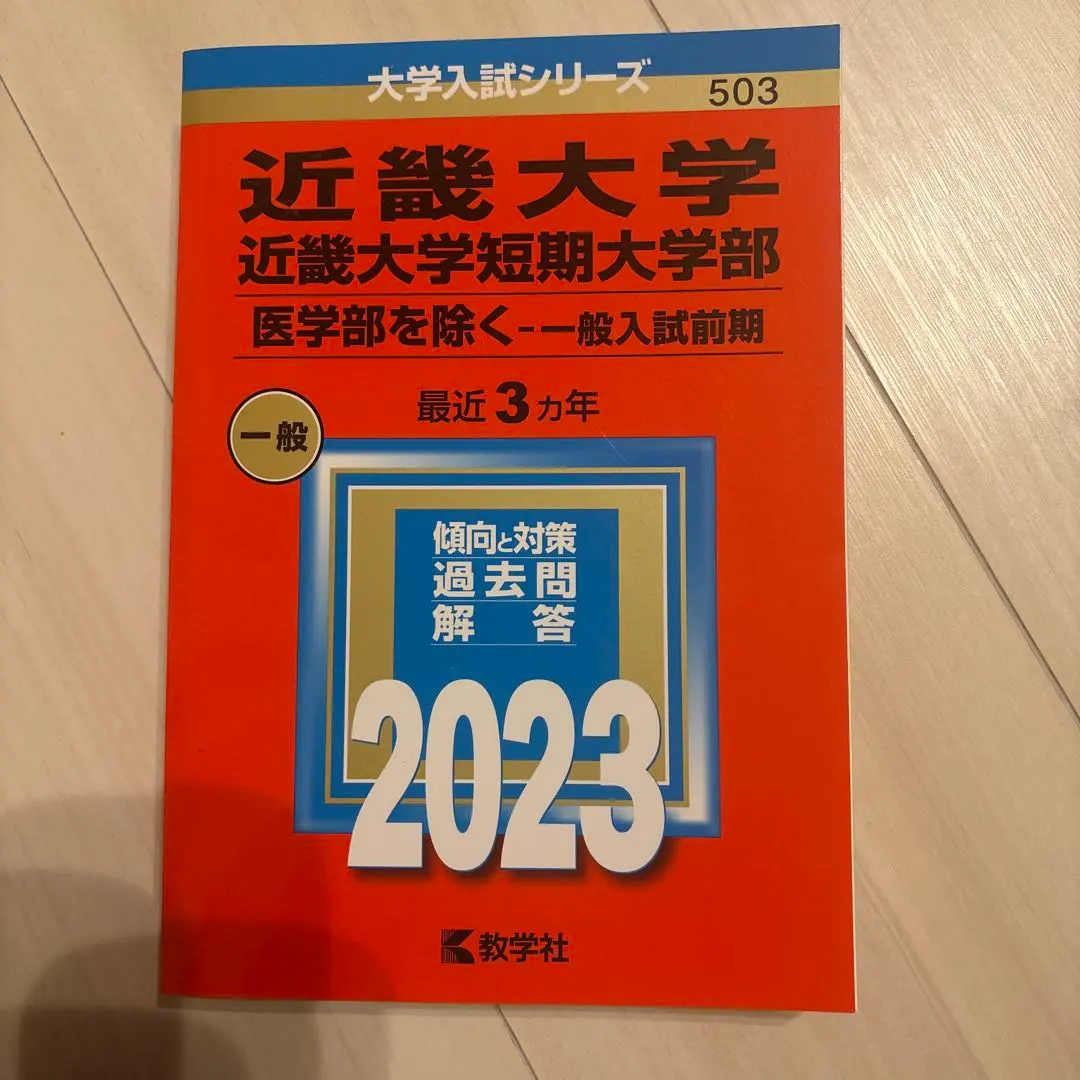 大学入試シリーズ
503
近畿大学
近畿大学短期大学部
医学部を除く-一般入試前期
最近3カ年
一般
傾向と対策
過去問
解答
2023
教学社